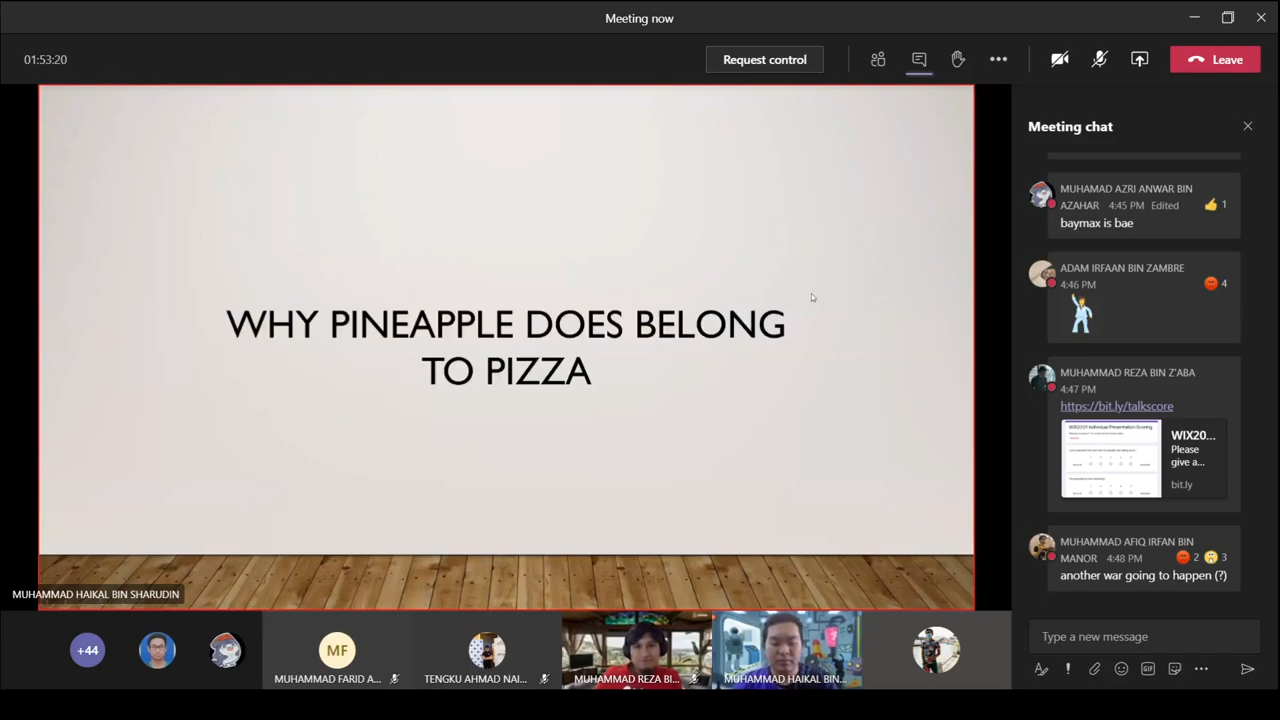 Meeting now
01:53:20
Request control
Leave
WHY PINEAPPLE DOES BELONG
TO PIZZA
MUHAMMAD HAIKAL BIN SHARUDIN
+44
MF
MUHAMMAD FARID A...
TENGKU AHMAD NAI...
MUHAMMAD REZA BI...
MUHAMMAD HAIKAL BIN...
Meeting chat
MUHAMAD AZRI ANWAR BIN
AZAHAR 4:45 PM Edited 1
baymax is bae
ADAM IRFAAN BIN ZAMBRE
4:46 PM 4
MUHAMMAD REZA BIN Z'ABA
4:47 PM
https://bit.ly/talkscore
WIX20...
Please
give a...
bit.ly
MUHAMMAD AFIQ IRFAN BIN
MANOR 4:48 PM 2 3
another war going to happen (?)
Type a new message
GIF